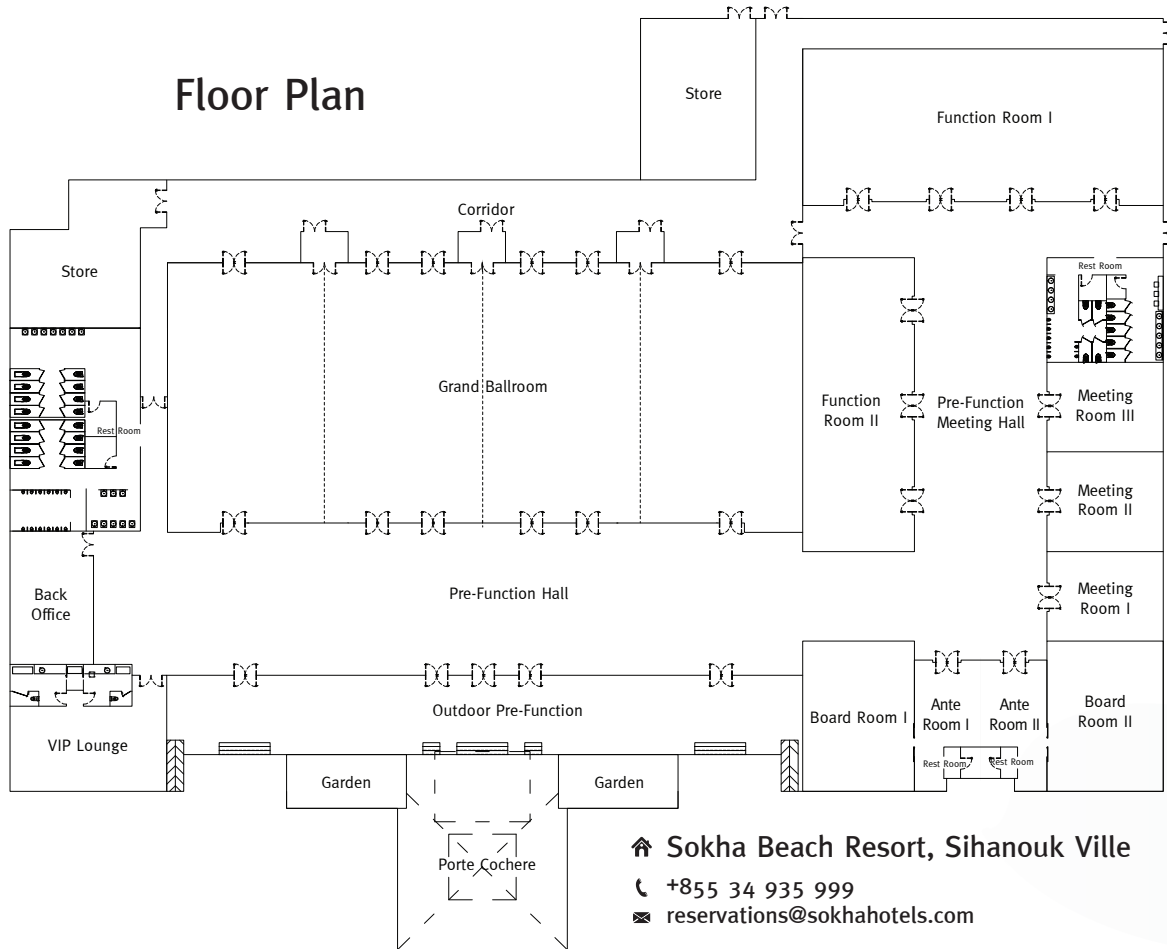 Floor Plan
Store
Function Room I
Corridor
Store
Rest Room
Grand Ballroom
Function
Room II
Pre-Function
Meeting Hall
Meeting
Room III
Rest Room
Meeting
Room II
Back
Office
Pre-Function Hall
Meeting
Room I
Outdoor Pre-Function
VIP Lounge
Board Room I
Ante
Room I
Ante
Room II
Board
Room II
Rest Room
Rest Room
Garden
Garden
Porte Cochere
Sokha Beach Resort, Sihanouk Ville
+855 34 935 999
reservations@sokhahotels.com